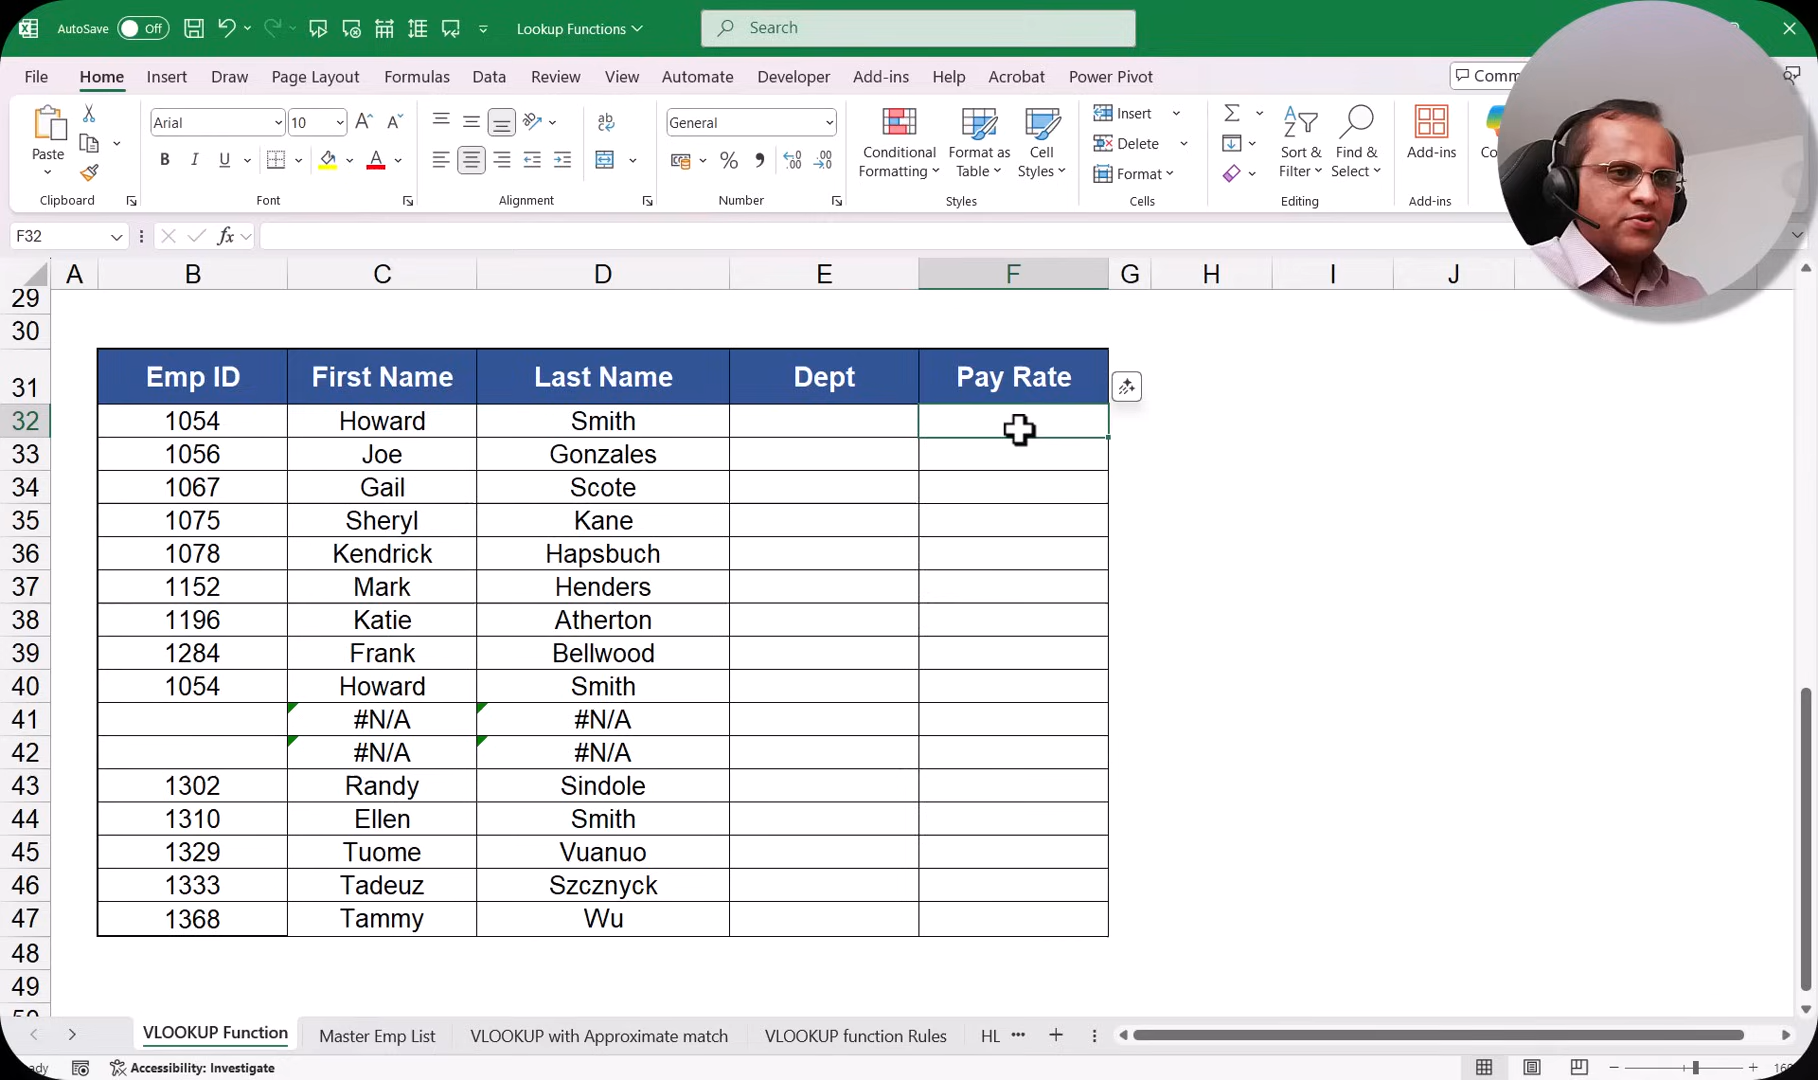 AutoSave Off Lookup Functions Search
File Home Insert Draw Page Layout Formulas Data Review View Automate Developer Add-ins Help Acrobat Power Pivot
Paste Arial 10 General Conditional Formatting Format as Table Cell Styles Insert Delete Format Sort & Filter Find & Select Add-ins
Clipboard Font Alignment Number Styles Cells Editing Add-ins
F32 fx
A B C D E F G H I J
29
30
31 Emp ID First Name Last Name Dept Pay Rate
32 1054 Howard Smith
33 1056 Joe Gonzales
34 1067 Gail Scote
35 1075 Sheryl Kane
36 1078 Kendrick Hapsbuch
37 1152 Mark Henders
38 1196 Katie Atherton
39 1284 Frank Bellwood
40 1054 Howard Smith
41 #N/A #N/A
42 #N/A #N/A
43 1302 Randy Sindole
44 1310 Ellen Smith
45 1329 Tuome Vuanuo
46 1333 Tadeuz Szcznyck
47 1368 Tammy Wu
48
49
VLOOKUP Function Master Emp List VLOOKUP with Approximate match VLOOKUP function Rules HL
Accessibility: Investigate